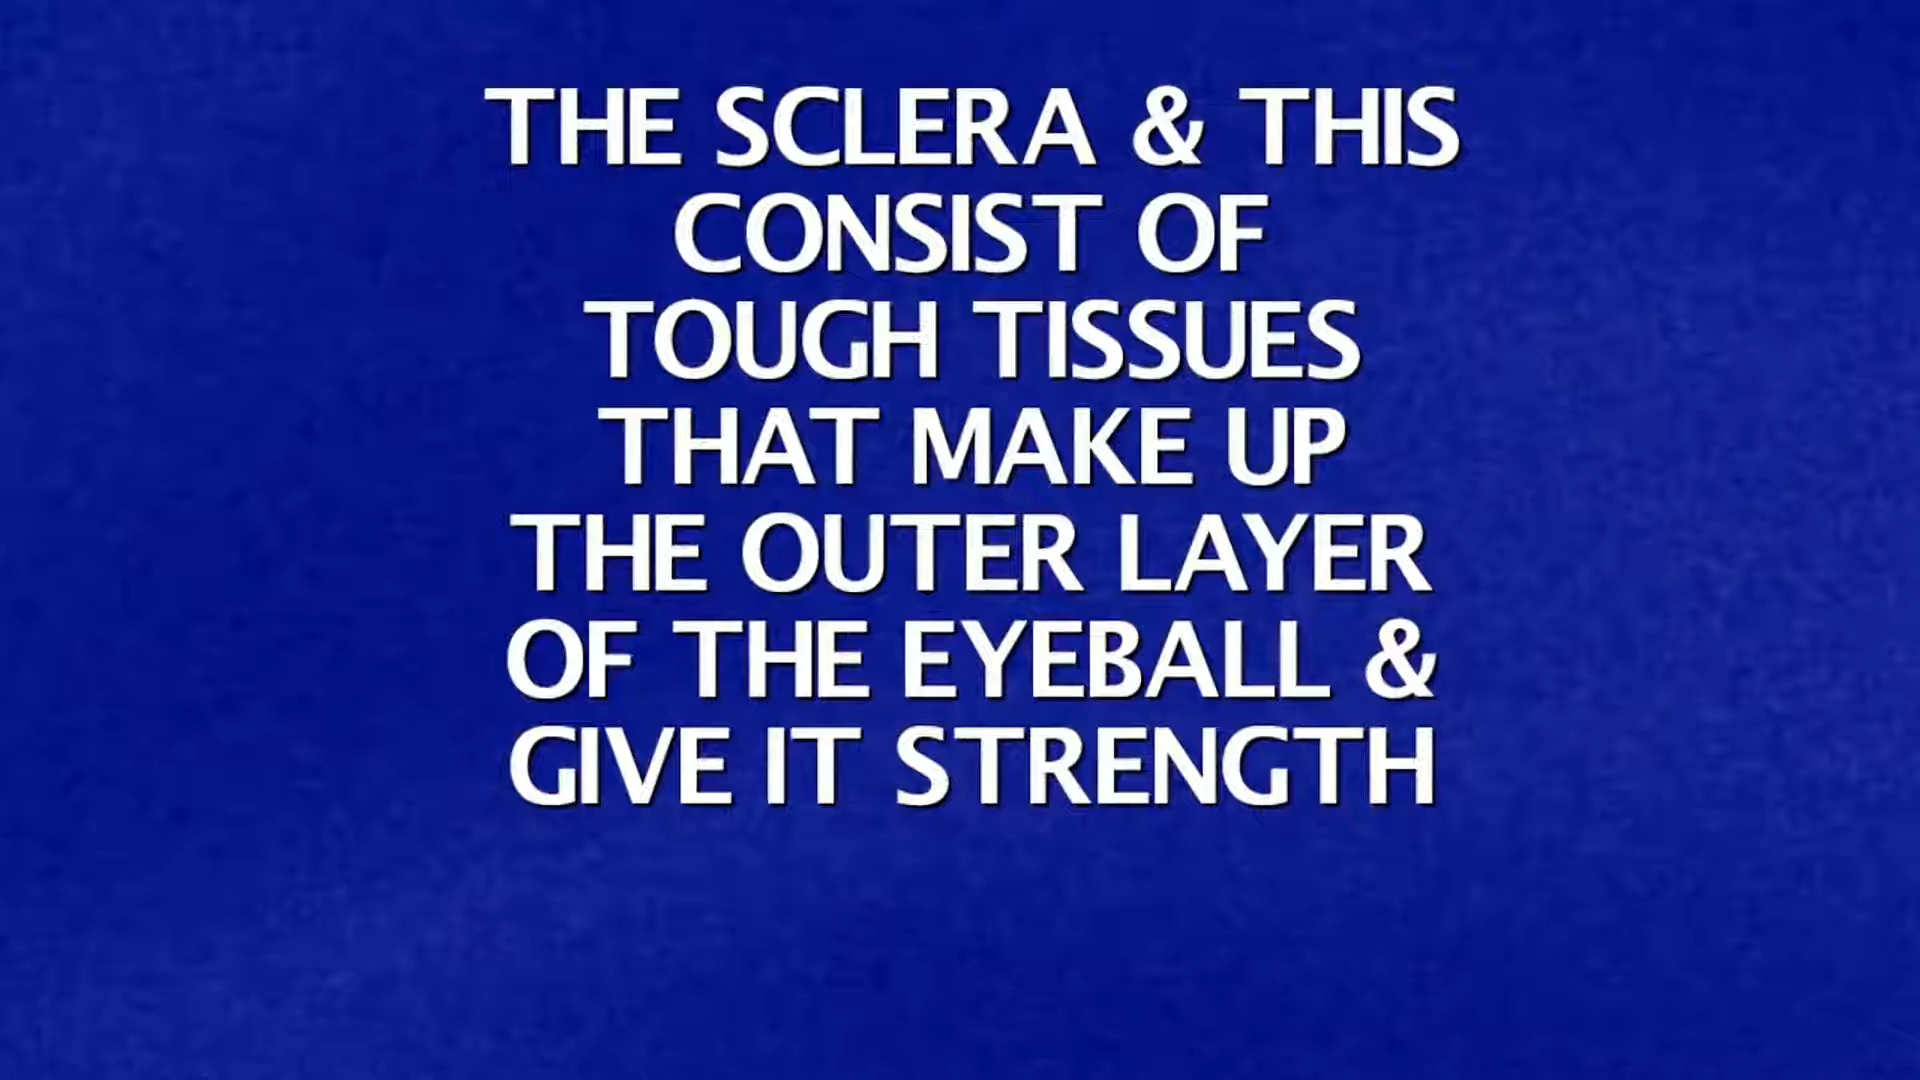 THE SCLERA & THIS
CONSIST OF
TOUGH TISSUES
THAT MAKE UP
THE OUTER LAYER
OF THE EYEBALL &
GIVE IT STRENGTH